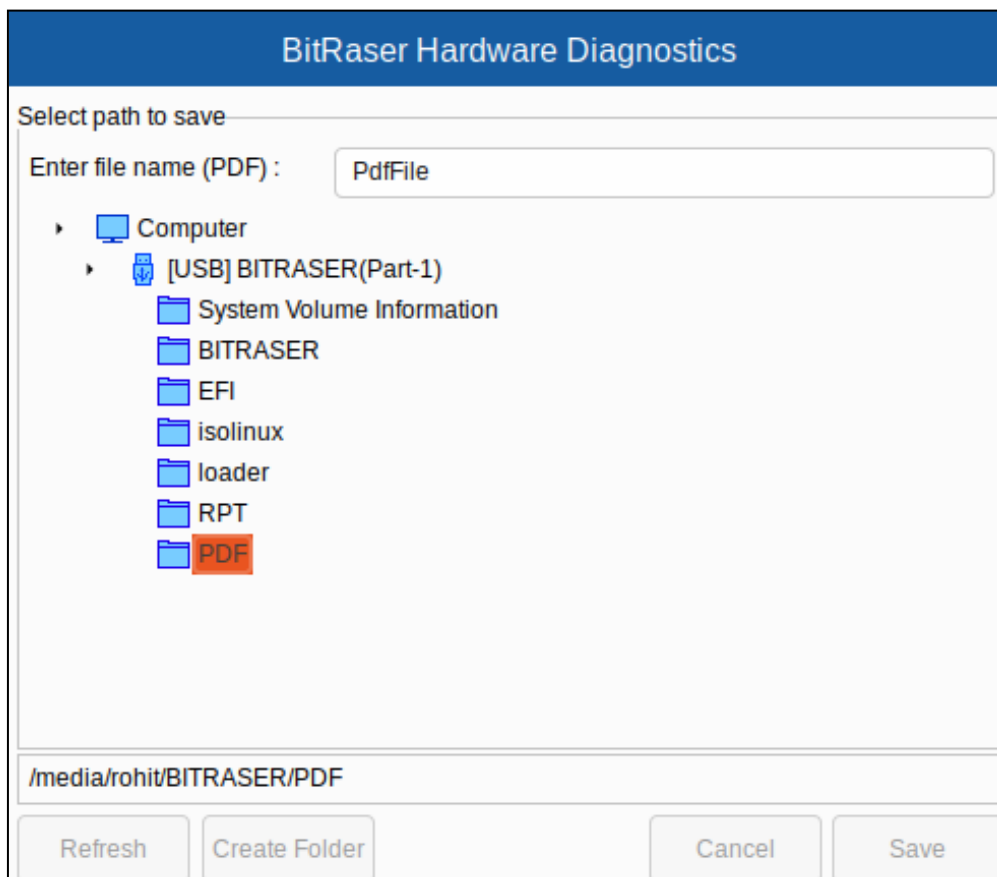 BitRaser Hardware Diagnostics
Select path to save
Enter file name (PDF) : PdfFile
Computer
[USB] BITRASER(Part-1)
System Volume Information
BITRASER
EFI
isolinux
loader
RPT
PDF
/media/rohit/BITRASER/PDF
Refresh Create Folder Cancel Save